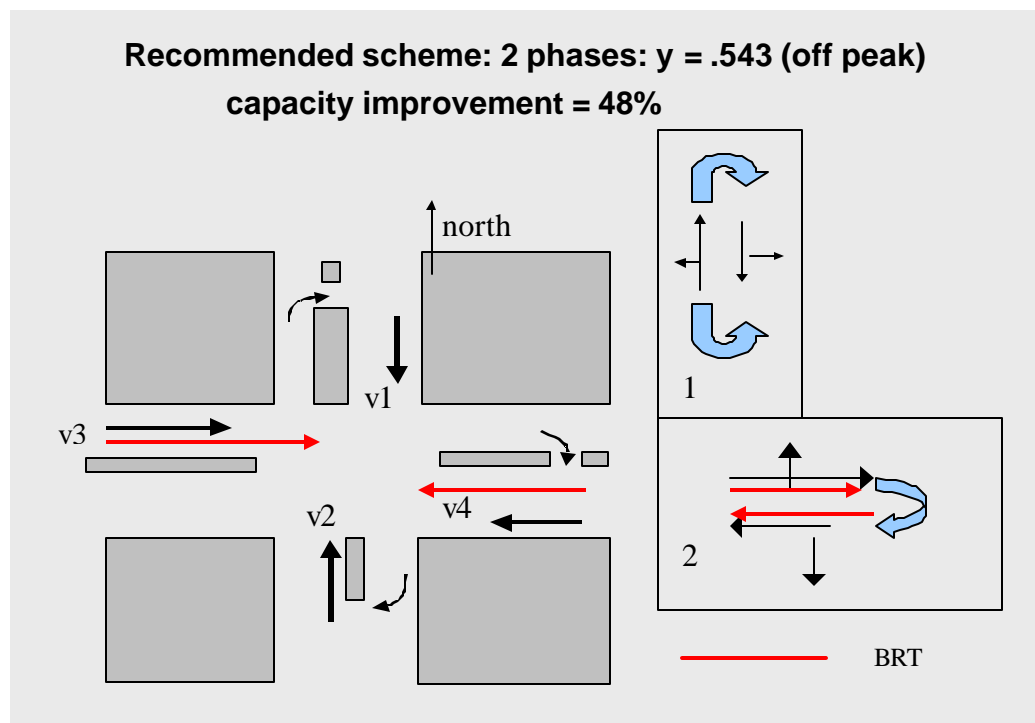 Recommended scheme: 2 phases: y = .543 (off peak)
capacity improvement = 48%
north
v1
v3
v2
v4
1
2
BRT